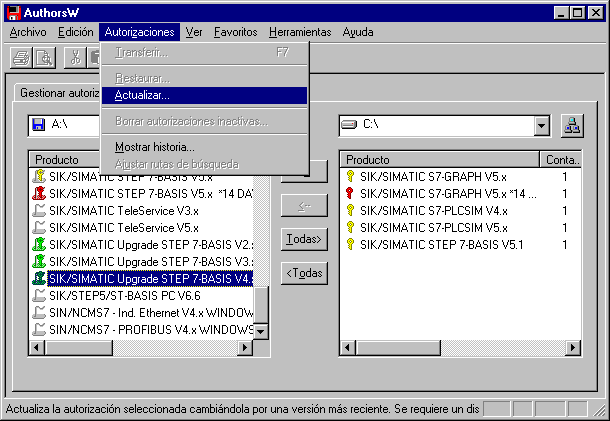 AuthorsW
Archivo Edición Autorizaciones Ver Favoritos Herramientas Ayuda
Transferir... F7
Restaurar...
Actualizar...
Borrar autorizaciones inactivas...
Mostrar historia...
Ajustar rutas de búsqueda
Gestionar autoriz
A:\
C:\
Producto
SIK/SIMATIC STEP 7-BASIS V5.x
SIK/SIMATIC STEP 7-BASIS V5.x *14 DA
SIK/SIMATIC TeleService V3.x
SIK/SIMATIC TeleService V5.x
SIK/SIMATIC Upgrade STEP 7-BASIS V2.
SIK/SIMATIC Upgrade STEP 7-BASIS V3.
SIK/SIMATIC Upgrade STEP 7-BASIS V4.
SIK/STEP5/ST-BASIS PC V6.6
SIN/NCMS7 - Ind. Ethernet V4.x WINDOW
SIN/NCMS7 - PROFIBUS V4.x WINDOWS
<--
Todas>
<Todas
Producto Conta...
SIK/SIMATIC S7-GRAPH V5.x 1
SIK/SIMATIC S7-GRAPH V5.x *14 ... 1
SIK/SIMATIC S7-PLCSIM V4.x 1
SIK/SIMATIC S7-PLCSIM V5.x 1
SIK/SIMATIC STEP 7-BASIS V5.1 1
Actualiza la autorización seleccionada cambiándola por una versión más reciente. Se requiere un dis